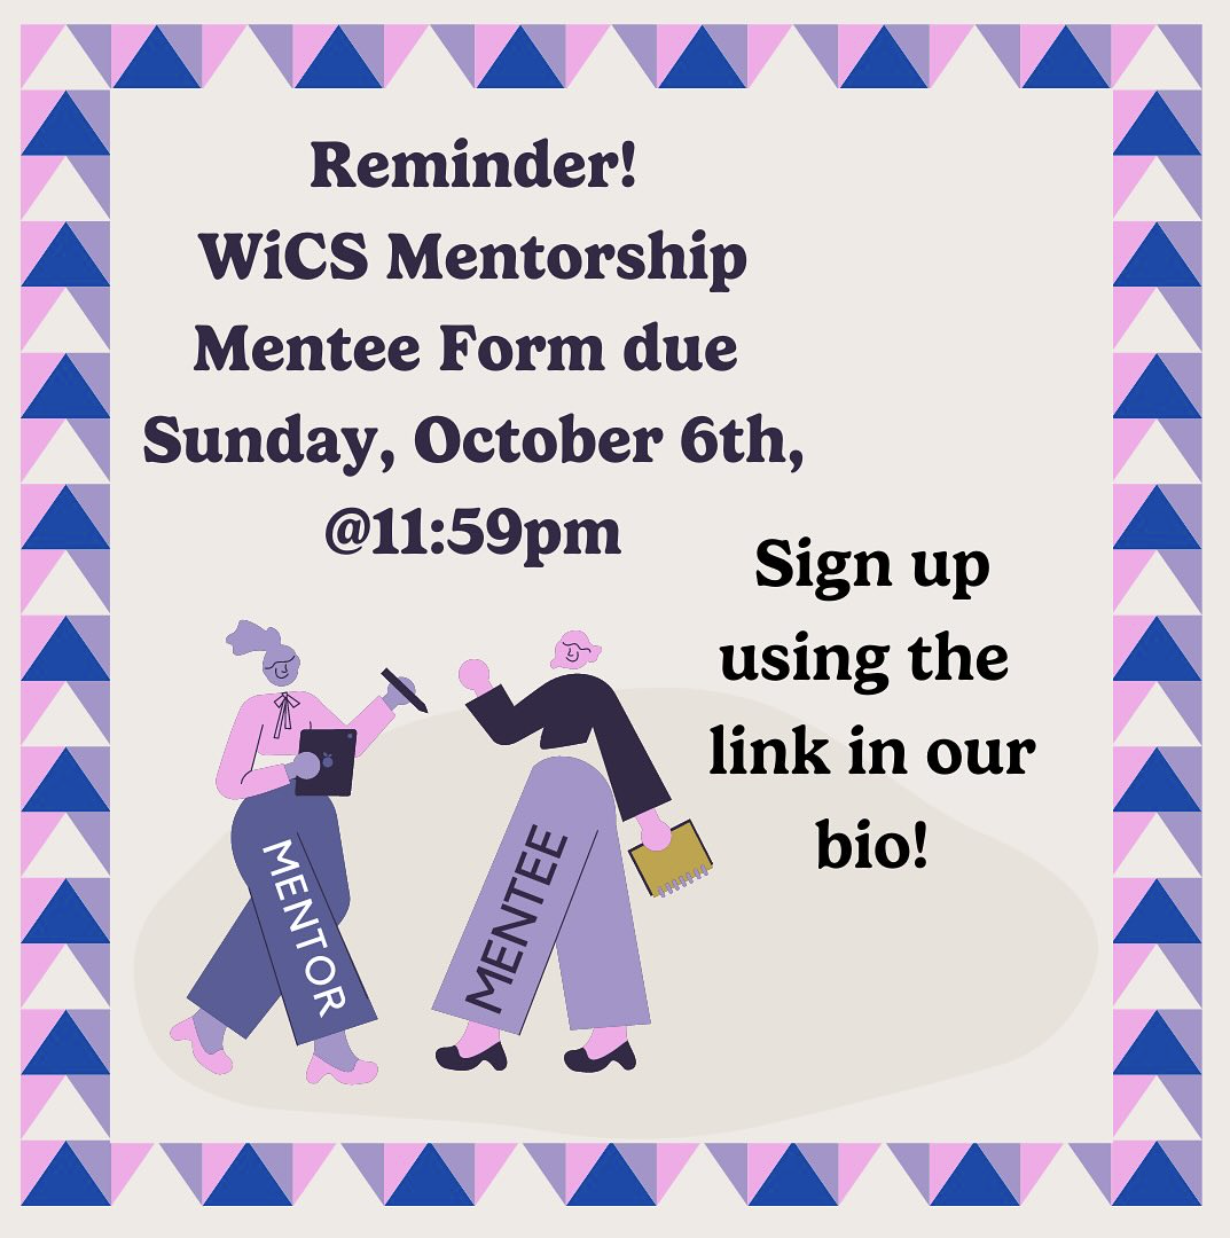 Reminder!
WiCS Mentorship
Mentee Form due
Sunday, October 6th,
@11:59pm
Sign up
using the
link in our
bio!
MENTOR
MENTEE